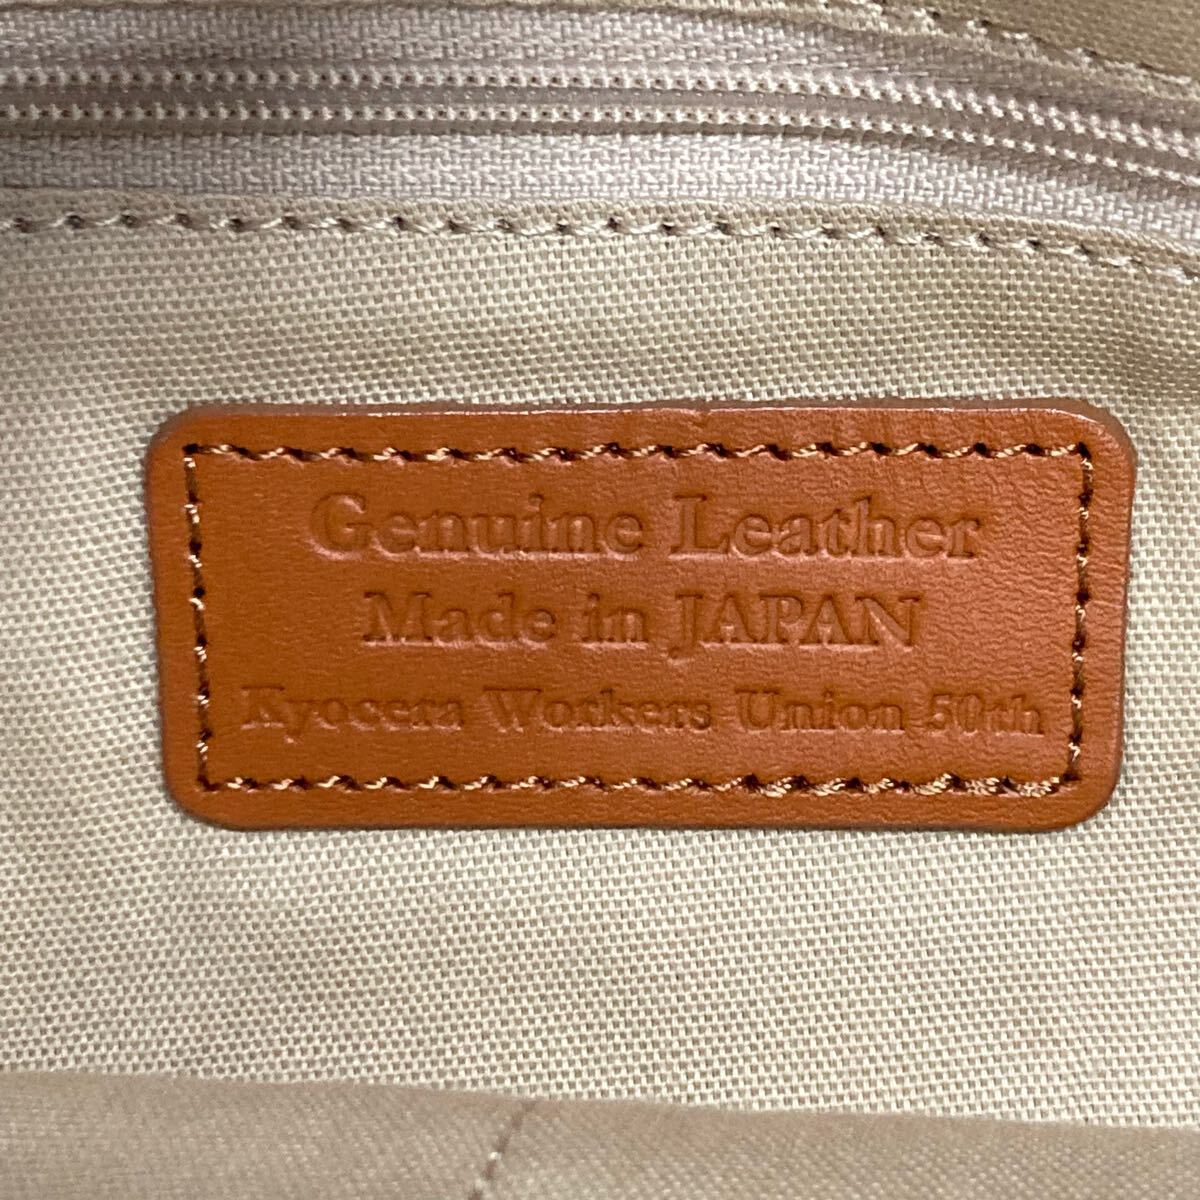 Genuine Leather
Made in JAPAN
Kyocera Workers Union 50th